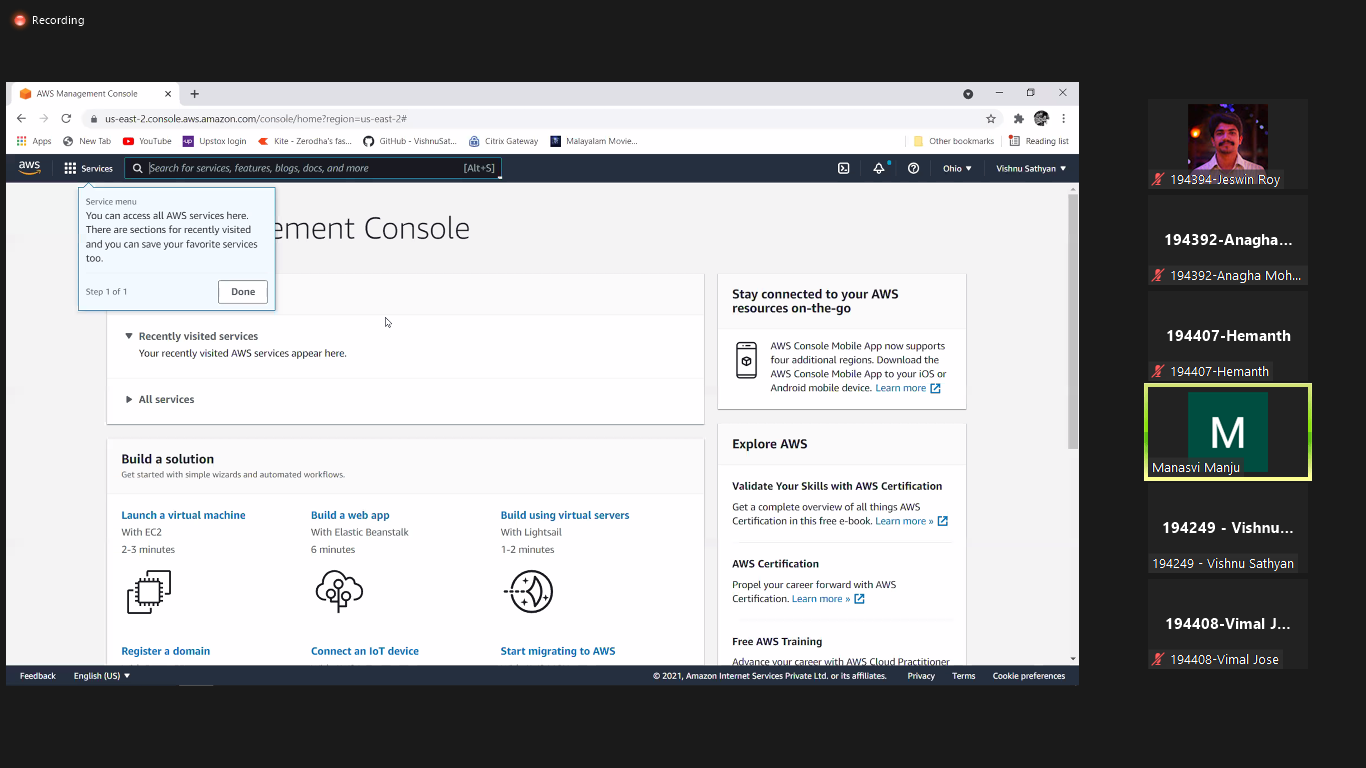 Recording
AWS Management Console
us-east-2.console.aws.amazon.com/console/home?region=us-east-2#
Apps
New Tab
YouTube
up
Upstox login
Kite - Zerodha's fas...
GitHub - VishnuSat...
Citrix Gateway
Malayalam Movie...
Other bookmarks
Reading list
aws
Services
Search for services, features, blogs, docs, and more
[Alt+S]
Ohio
Vishnu Sathyan
Service menu
You can access all AWS services here.
There are sections for recently visited
and you can save your favorite services
too.
Step 1 of 1
Done
ement Console
Recently visited services
Your recently visited AWS services appear here.
All services
Stay connected to your AWS
resources on-the-go
AWS Console Mobile App now supports
four additional regions. Download the
AWS Console Mobile App to your iOS or
Android mobile device. Learn more
Build a solution
Get started with simple wizards and automated workflows.
Launch a virtual machine
With EC2
2-3 minutes
Build a web app
With Elastic Beanstalk
6 minutes
Build using virtual servers
With Lightsail
1-2 minutes
Register a domain
Connect an IoT device
Start migrating to AWS
Explore AWS
Validate Your Skills with AWS Certification
Get a complete overview of all things AWS
Certification in this free e-book. Learn more »
AWS Certification
Propel your career forward with AWS
Certification. Learn more »
Free AWS Training
Advance your career with AWS Cloud Practitioner
Feedback
English (US)
© 2021, Amazon Internet Services Private Ltd. or its affiliates.
Privacy
Terms
Cookie preferences
194394-Jeswin Roy
194392-Anagha...
194392-Anagha Moh...
194407-Hemanth
194407-Hemanth
M
Manasvi Manju
194249 - Vishnu...
194249 - Vishnu Sathyan
194408-Vimal J...
194408-Vimal Jose